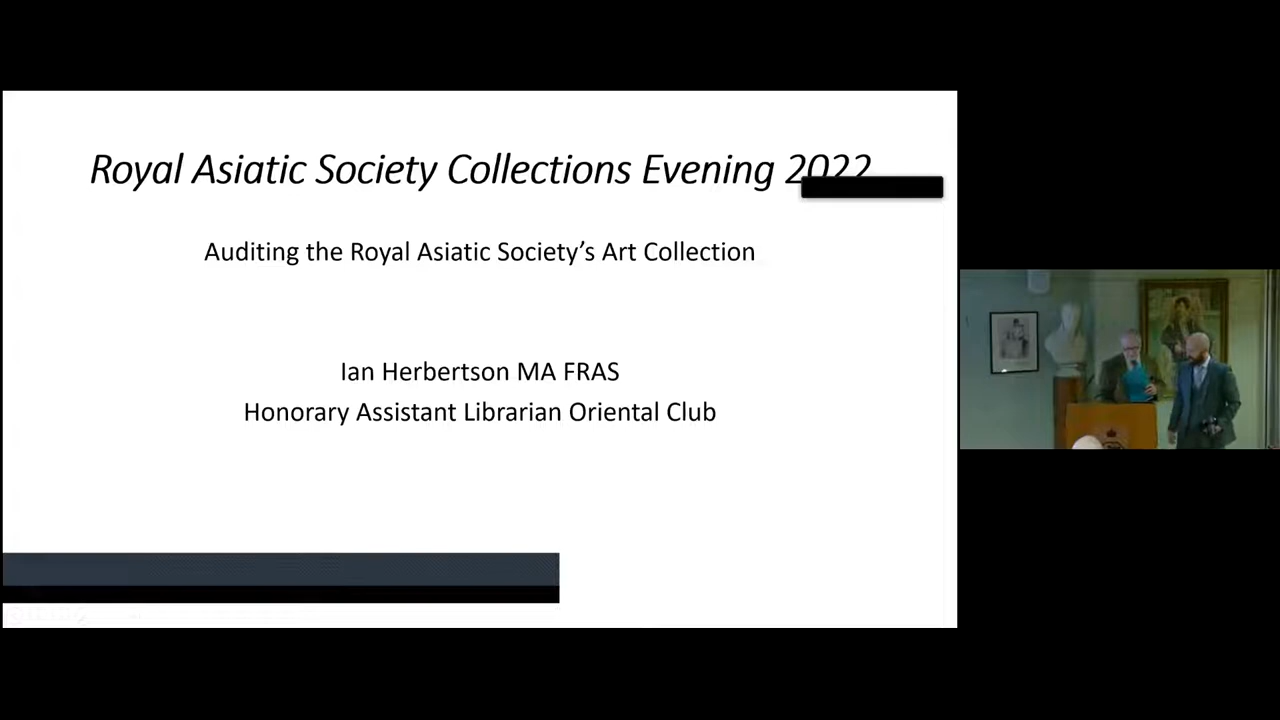 Royal Asiatic Society Collections Evening 2022
Auditing the Royal Asiatic Society’s Art Collection
Ian Herbertson MA FRAS
Honorary Assistant Librarian Oriental Club